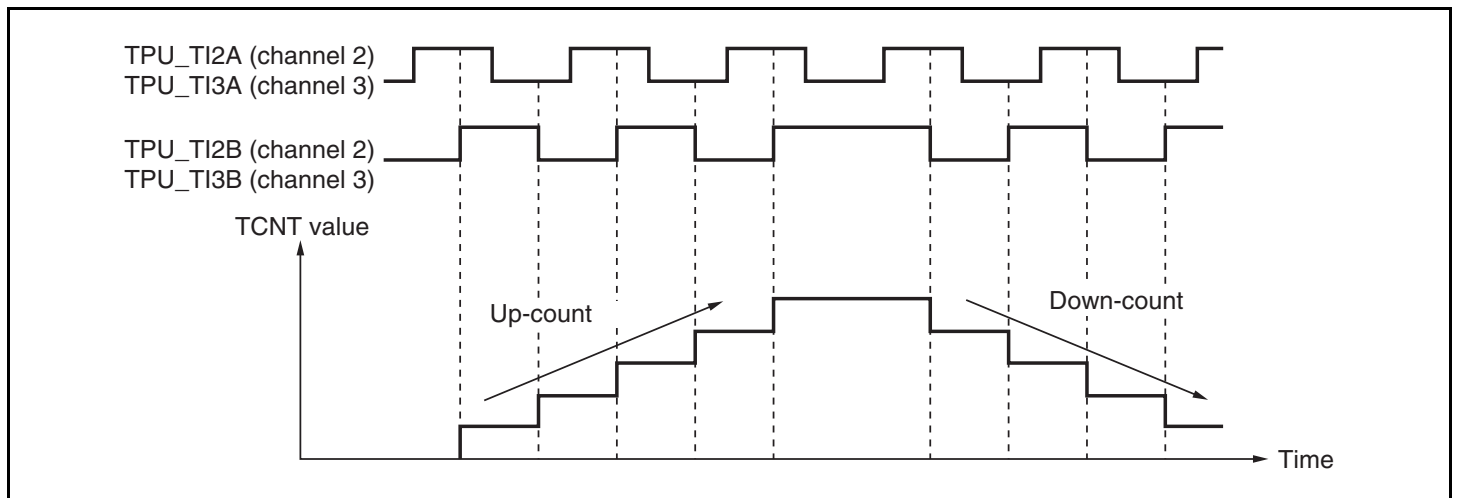 TPU_TI2A (channel 2)
TPU_TI3A (channel 3)
TPU_TI2B (channel 2)
TPU_TI3B (channel 3)
TCNT value
Up-count
Down-count
Time